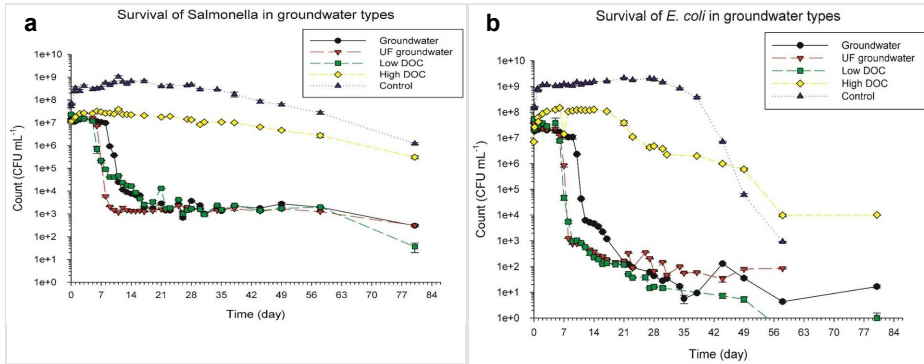 a
Survival of Salmonella in groundwater types
Groundwater
UF groundwater
Low DOC
High DOC
Control
Count (CFU mL⁻¹)
1e+10
1e+9
1e+8
1e+7
1e+6
1e+5
1e+4
1e+3
1e+2
1e+1
1e+0
0 7 14 21 28 35 42 49 56 63 70 77 84
Time (day)
b
Survival of E. coli in groundwater types
Groundwater
UF groundwater
Low DOC
High DOC
Control
Count (CFU mL⁻¹)
1e+10
1e+9
1e+8
1e+7
1e+6
1e+5
1e+4
1e+3
1e+2
1e+1
1e+0
0 7 14 21 28 35 42 49 56 63 70 77 84
Time (day)